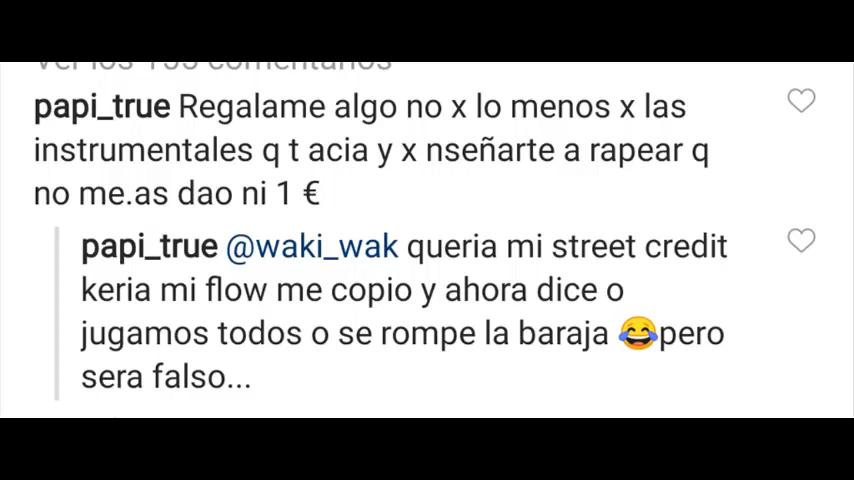 Ver los 135 comentarios
papi_true Regalame algo no x lo menos x las
instrumentales q t acia y x nseñarte a rapear q
no me.as dao ni 1 €
papi_true @waki_wak queria mi street credit
keria mi flow me copio y ahora dice o
jugamos todos o se rompe la baraja 😂pero
sera falso...